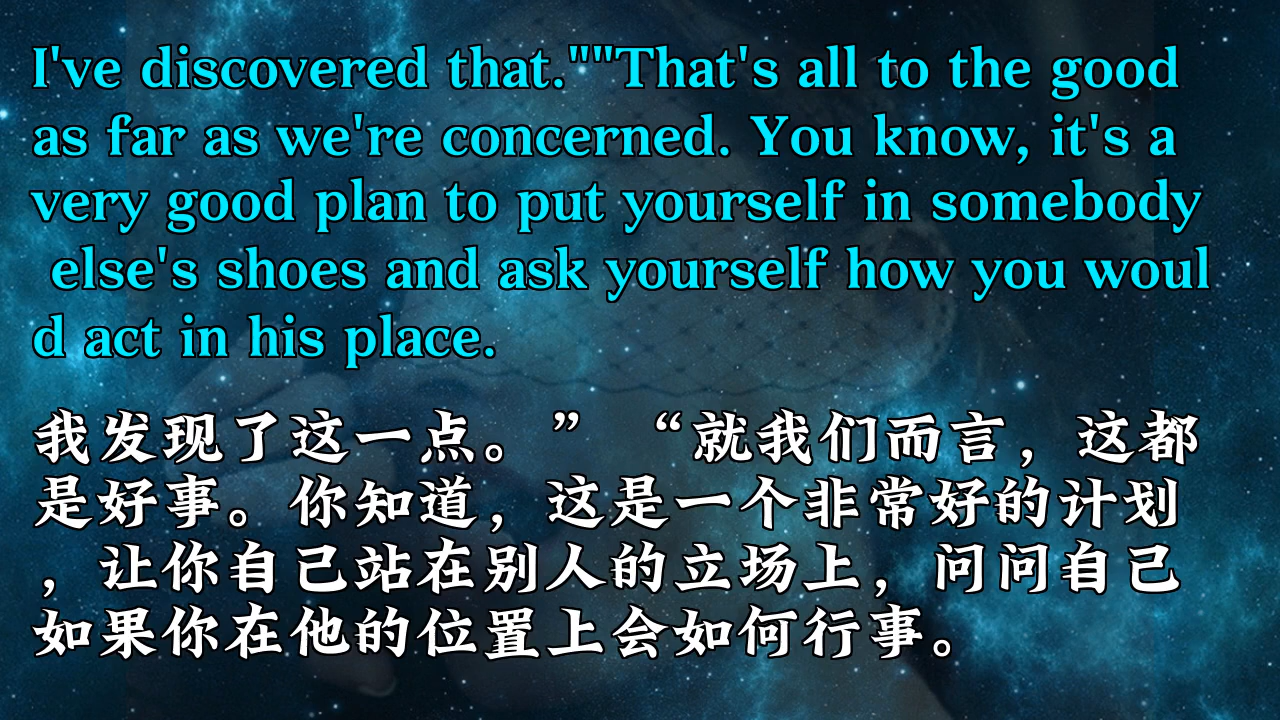 I've discovered that.""That's all to the good
as far as we're concerned. You know, it's a
very good plan to put yourself in somebody
else's shoes and ask yourself how you woul
d act in his place.
我发现了这一点。” “就我们而言，这都
是好事。你知道，这是一个非常好的计划
，让你自己站在别人的立场上，问问自己
如果你在他的位置上会如何行事。